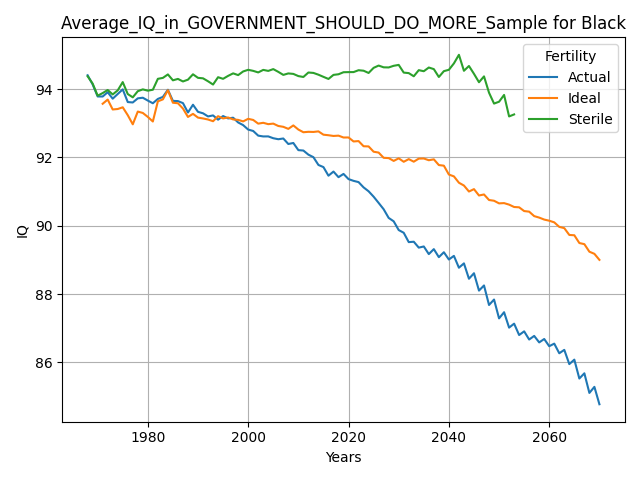 Average_IQ_in_GOVERNMENT_SHOULD_DO_MORE_Sample for Black
Fertility
Actual
Ideal
Sterile
94
92
90
88
86
IQ
1980
2000
2020
2040
2060
Years